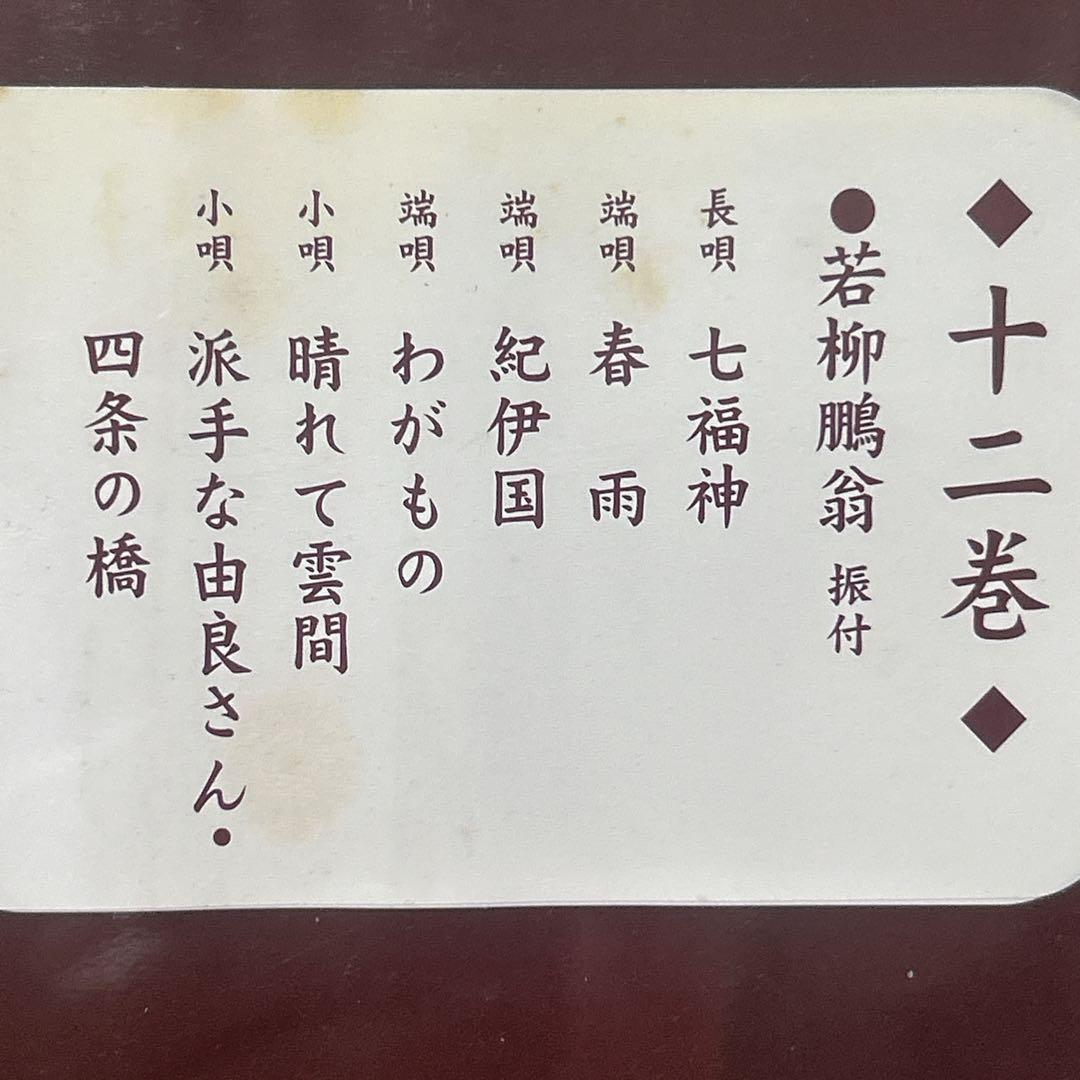 ◆十二巻◆
●若柳鵬翁 振付
長唄 七福神
端唄 春雨
端唄 紀伊国
端唄 わがもの
小唄 晴れて雲間
小唄 派手な由良さん・
四条の橋